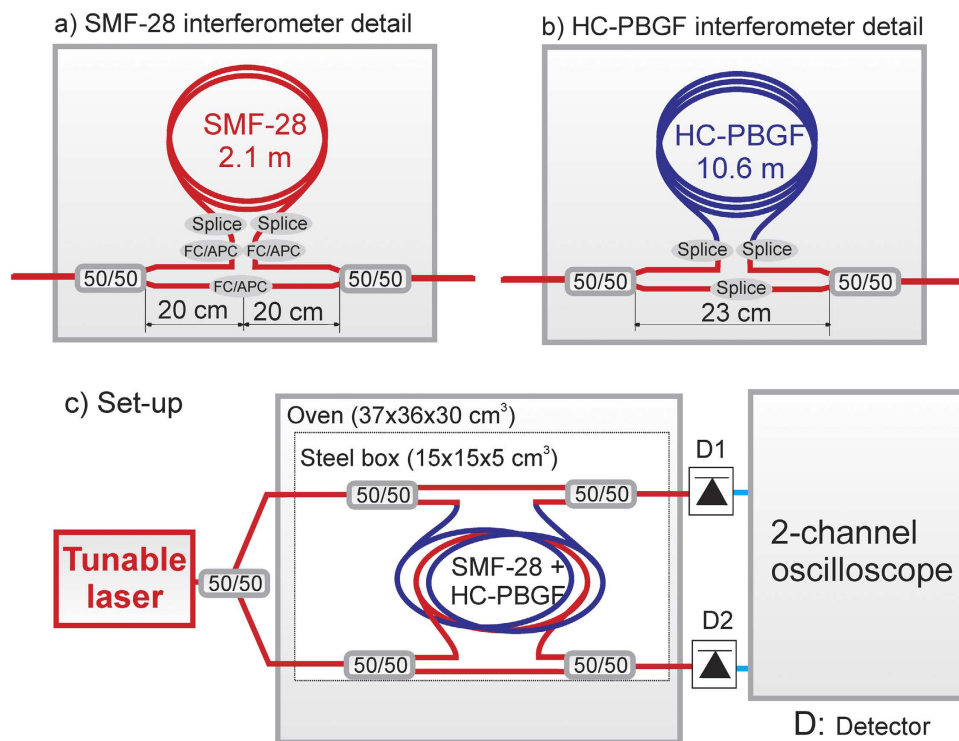 a) SMF-28 interferometer detail
SMF-28
2.1 m
Splice
Splice
FC/APC
FC/APC
50/50
50/50
FC/APC
20 cm
20 cm
b) HC-PBGF interferometer detail
HC-PBGF
10.6 m
Splice
Splice
50/50
50/50
Splice
23 cm
c) Set-up
Oven (37x36x30 cm³)
Steel box (15x15x5 cm³)
50/50
50/50
Tunable
laser
50/50
SMF-28 +
HC-PBGF
50/50
50/50
D1
D2
2-channel
oscilloscope
D: Detector